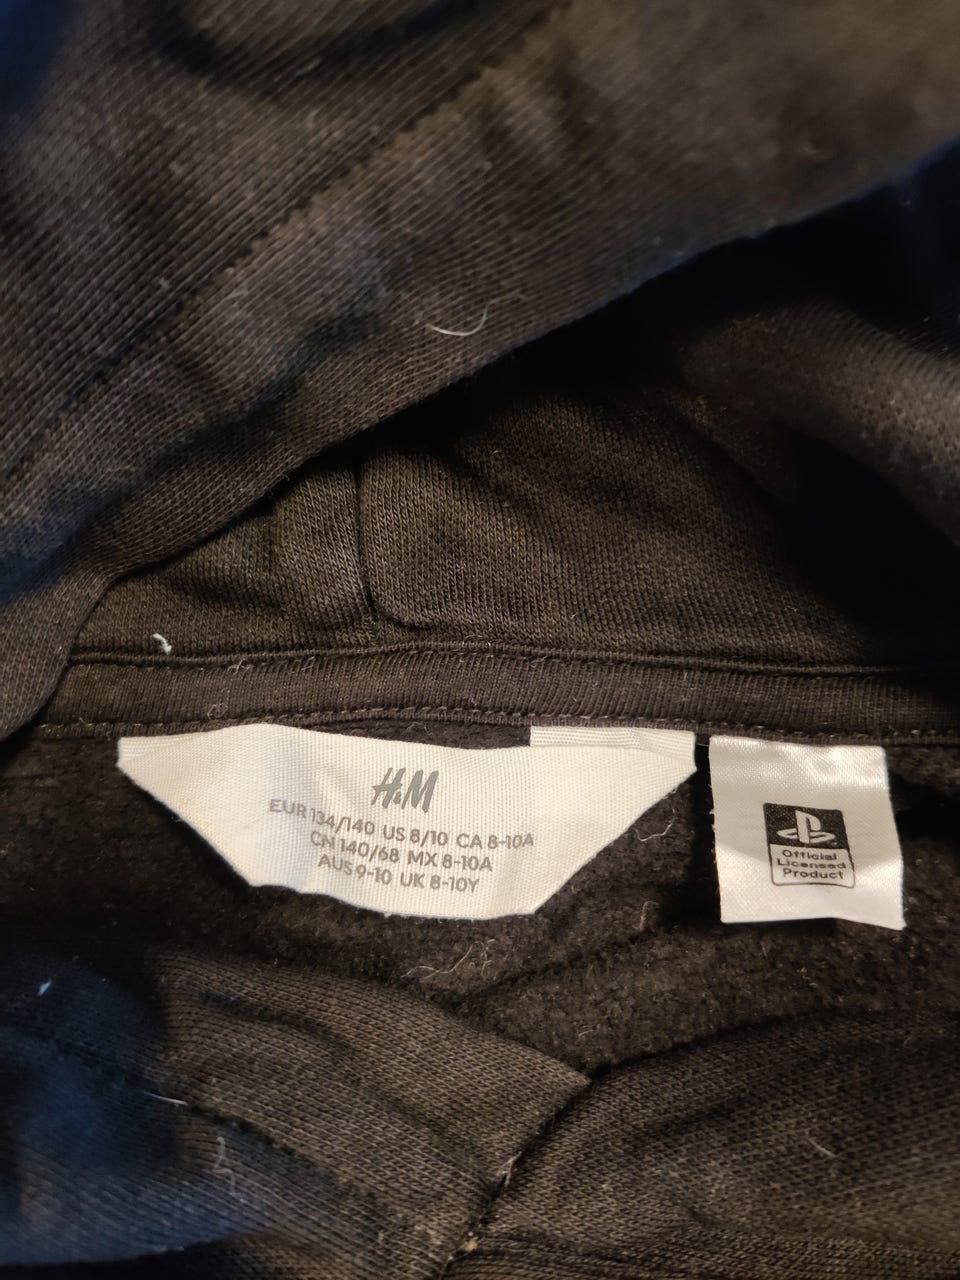 H&M
EUR 134/140 US 8/10 CA 8-10A
CN 140/68 MX 8-10A
AUS 9-10 UK 8-10Y
Official
Licensed
Product